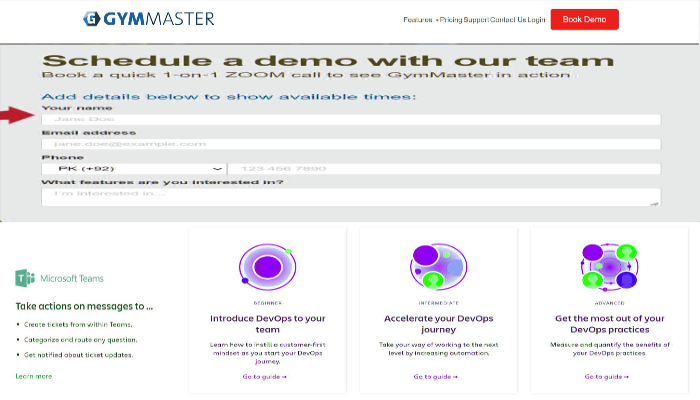 GYMMASTER
Features Pricing Support Contact Us Login
Book Demo
Schedule a demo with our team
Book a quick 1-on-1 ZOOM call to see GymMaster in action
Add details below to show available times:
Your name
Jane Doe
Email address
jane.doe@example.com
Phone
PK (+92)
123 456 7890
What features are you interested in?
I'm interested in...
Microsoft Teams
Take actions on messages to ...
• Create tickets from within Teams.
• Categorize and route any question.
• Get notified about ticket updates.
Learn more
BEGINNER
Introduce DevOps to your
team
Learn how to instill a customer-first
mindset as you start your DevOps
journey.
Go to guide →
INTERMEDIATE
Accelerate your DevOps
journey
Take your way of working to the next
level by increasing automation.
Go to guide →
ADVANCED
Get the most out of your
DevOps practices
Measure and quantify the benefits of
your DevOps practices.
Go to guide →